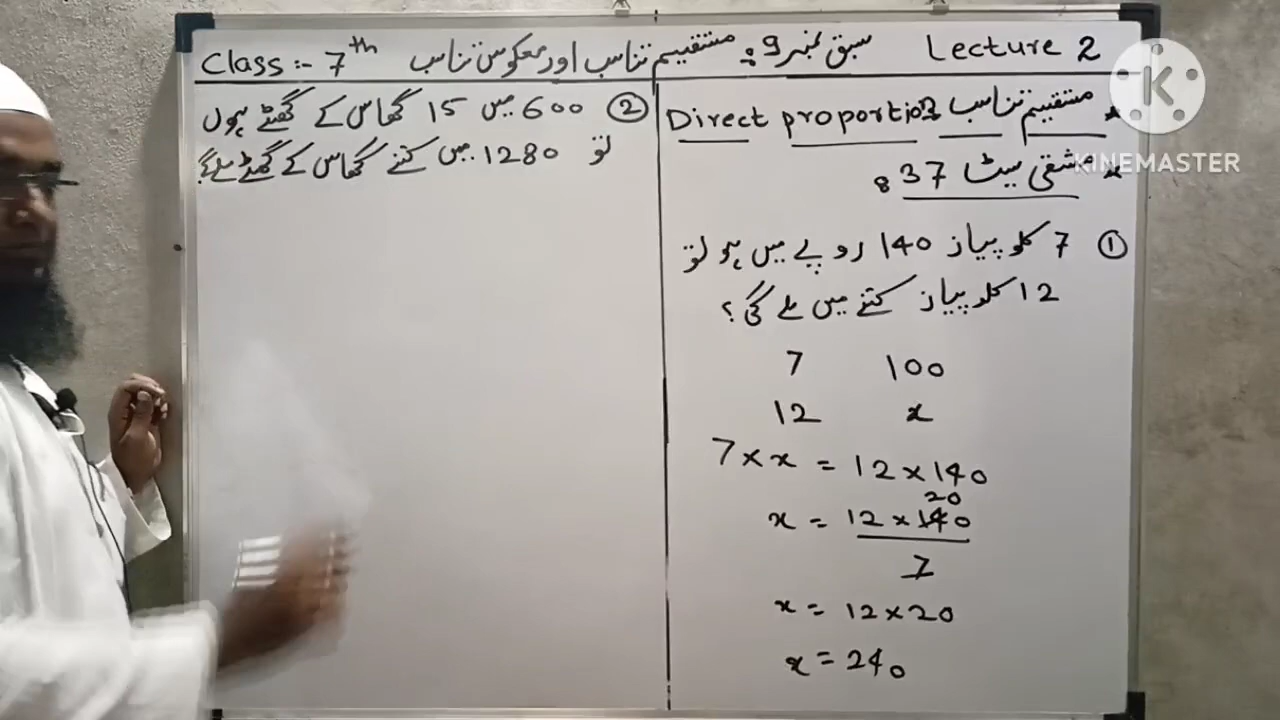 Class :- 7th سبق نمبر 9: مستقیم تناسب اور معکوس تناسب Lecture 2
* مستقیم تناسب Direct proportion
* مشقی سیٹ 37 :
① 7 کلو پیاز 140 روپے میں ہو تو
12 کلو پیاز کتنے میں ملے گی؟
7 100
12 x
7 × x = 12 × 140
20
x = 12 × 140
7
x = 12 × 20
x = 240
② 600 میں 15 گھاس کے گھٹے ہوں
تو 1280 میں کتنے گھاس کے گھٹے ملے گے؟
K
KINEMASTER